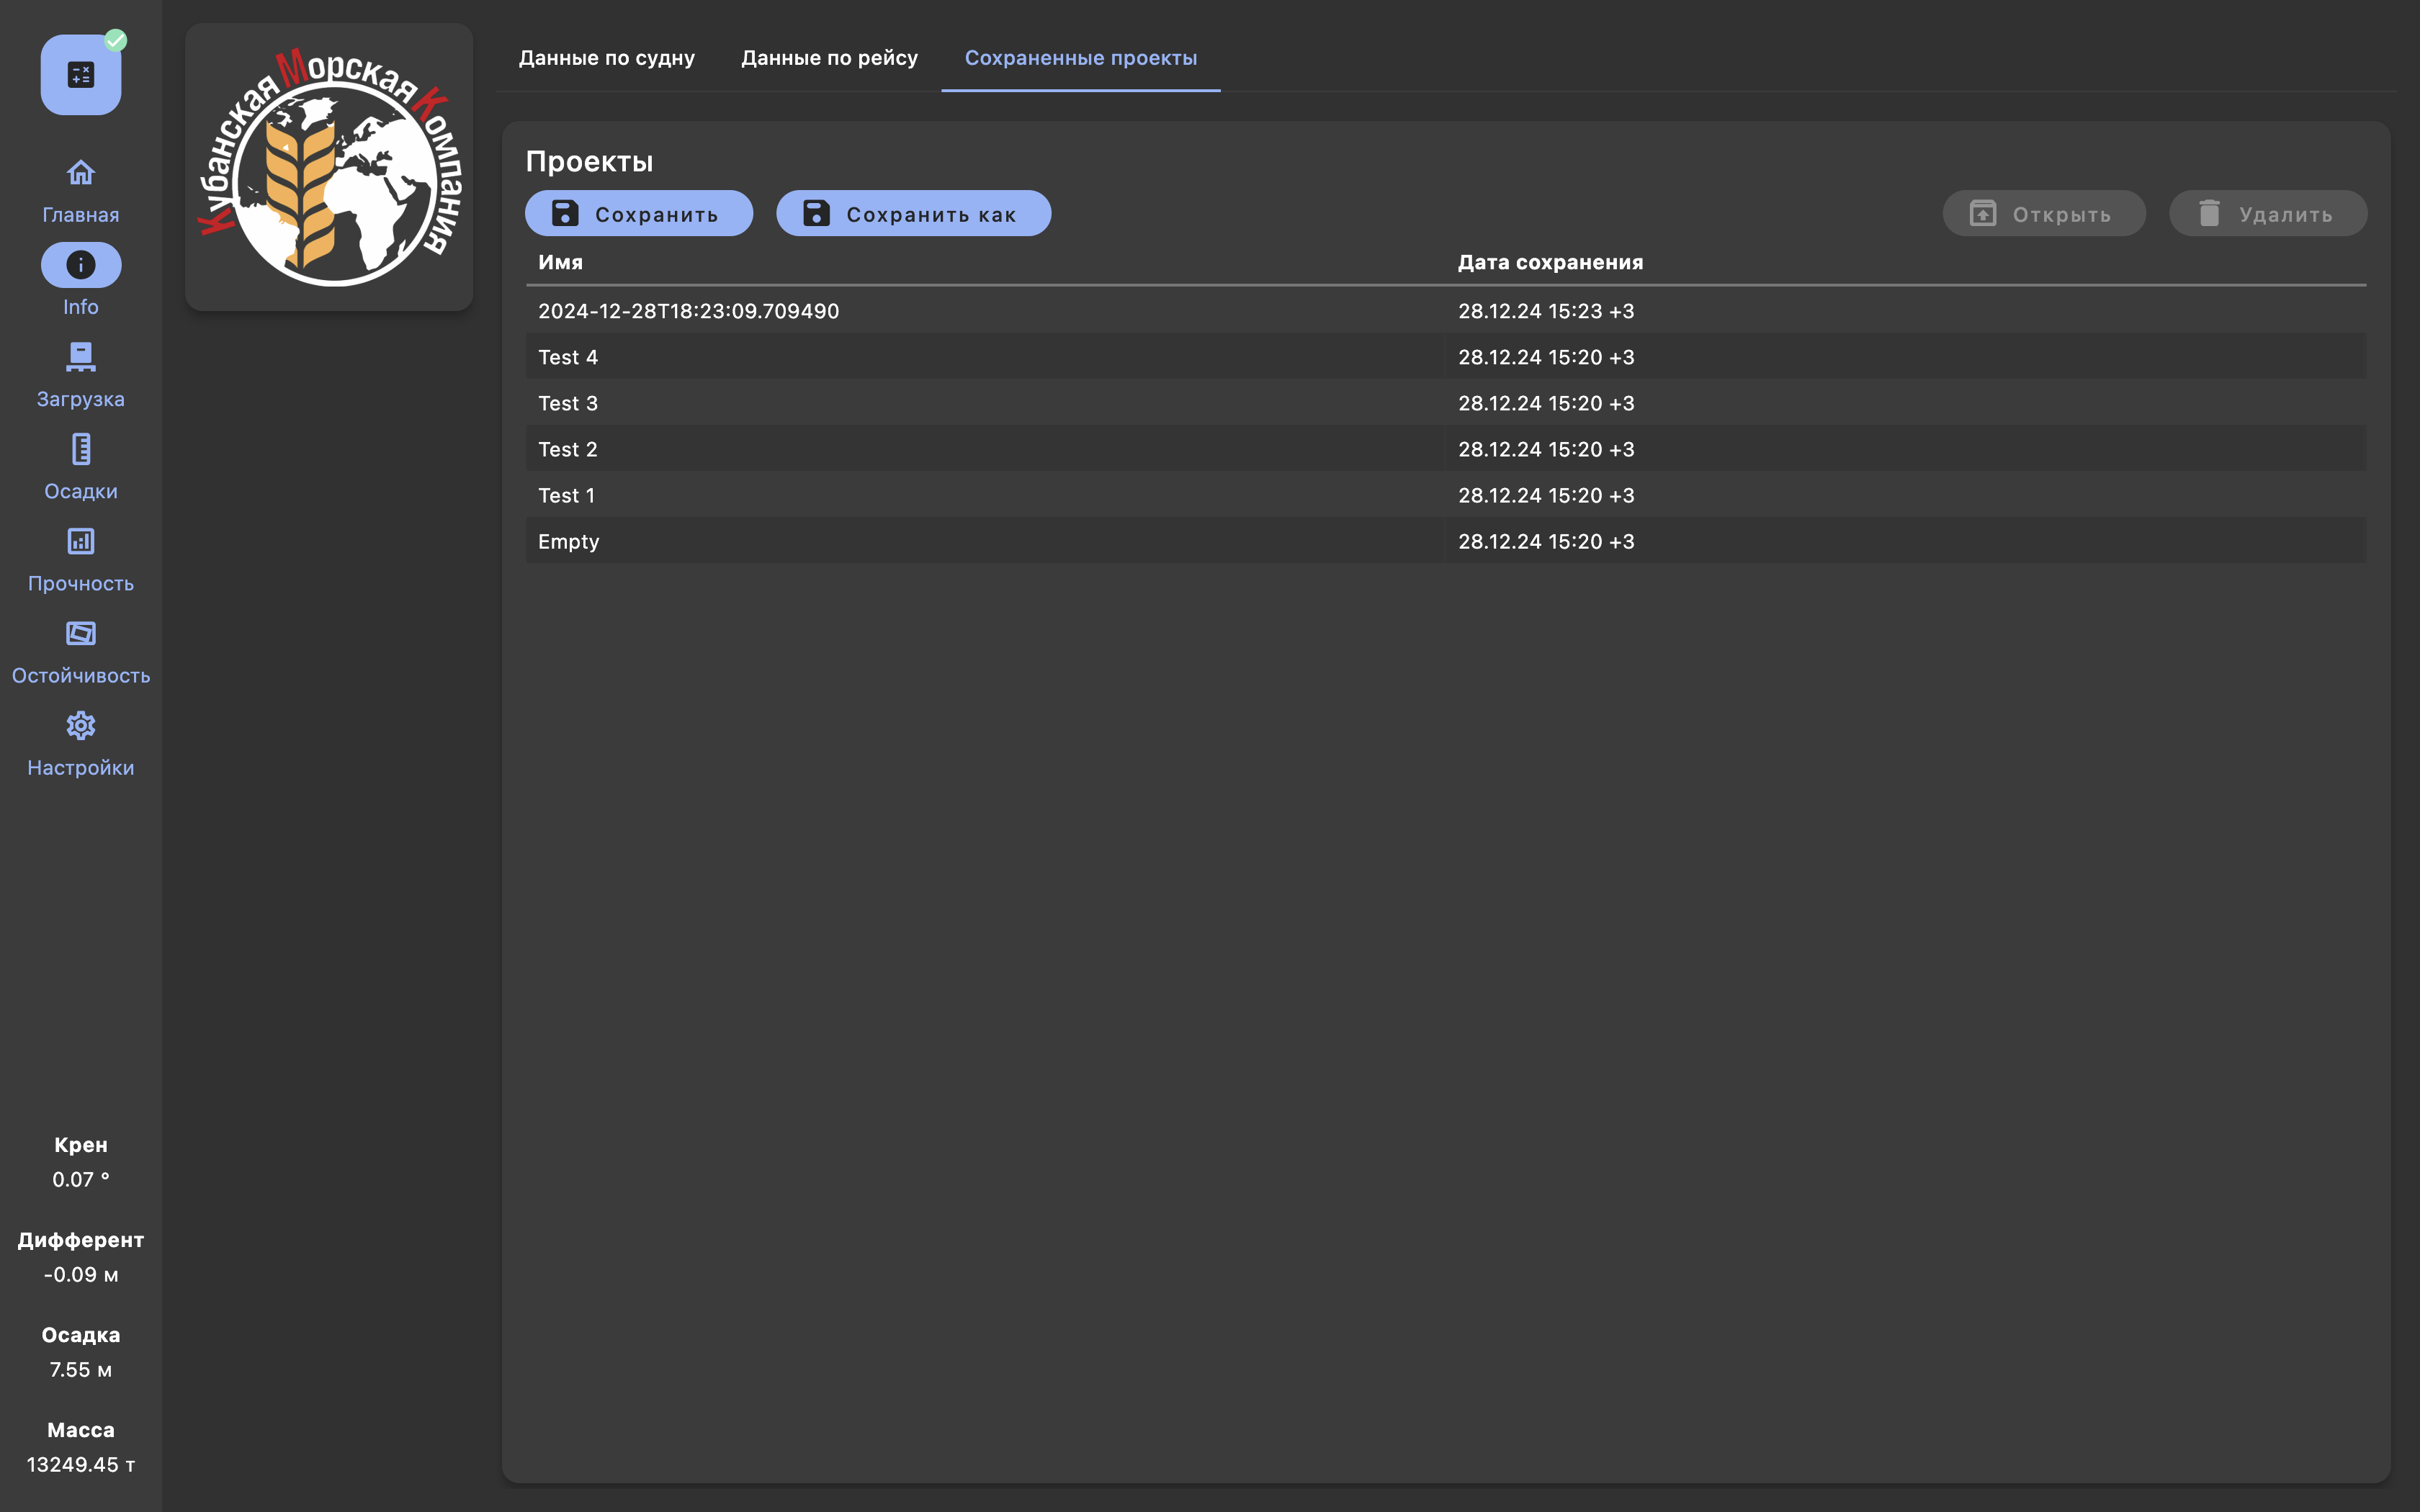 Главная
Info
Загрузка
Осадки
Прочность
Остойчивость
Настройки
Крен
0.07 °
Дифферент
-0.09 м
Осадка
7.55 м
Масса
13249.45 т
Кубанская Морская Компания
Данные по судну
Данные по рейсу
Сохраненные проекты
Проекты
Сохранить
Сохранить как
Открыть
Удалить
Имя Дата сохранения
2024-12-28T18:23:09.709490 28.12.24 15:23 +3
Test 4 28.12.24 15:20 +3
Test 3 28.12.24 15:20 +3
Test 2 28.12.24 15:20 +3
Test 1 28.12.24 15:20 +3
Empty 28.12.24 15:20 +3